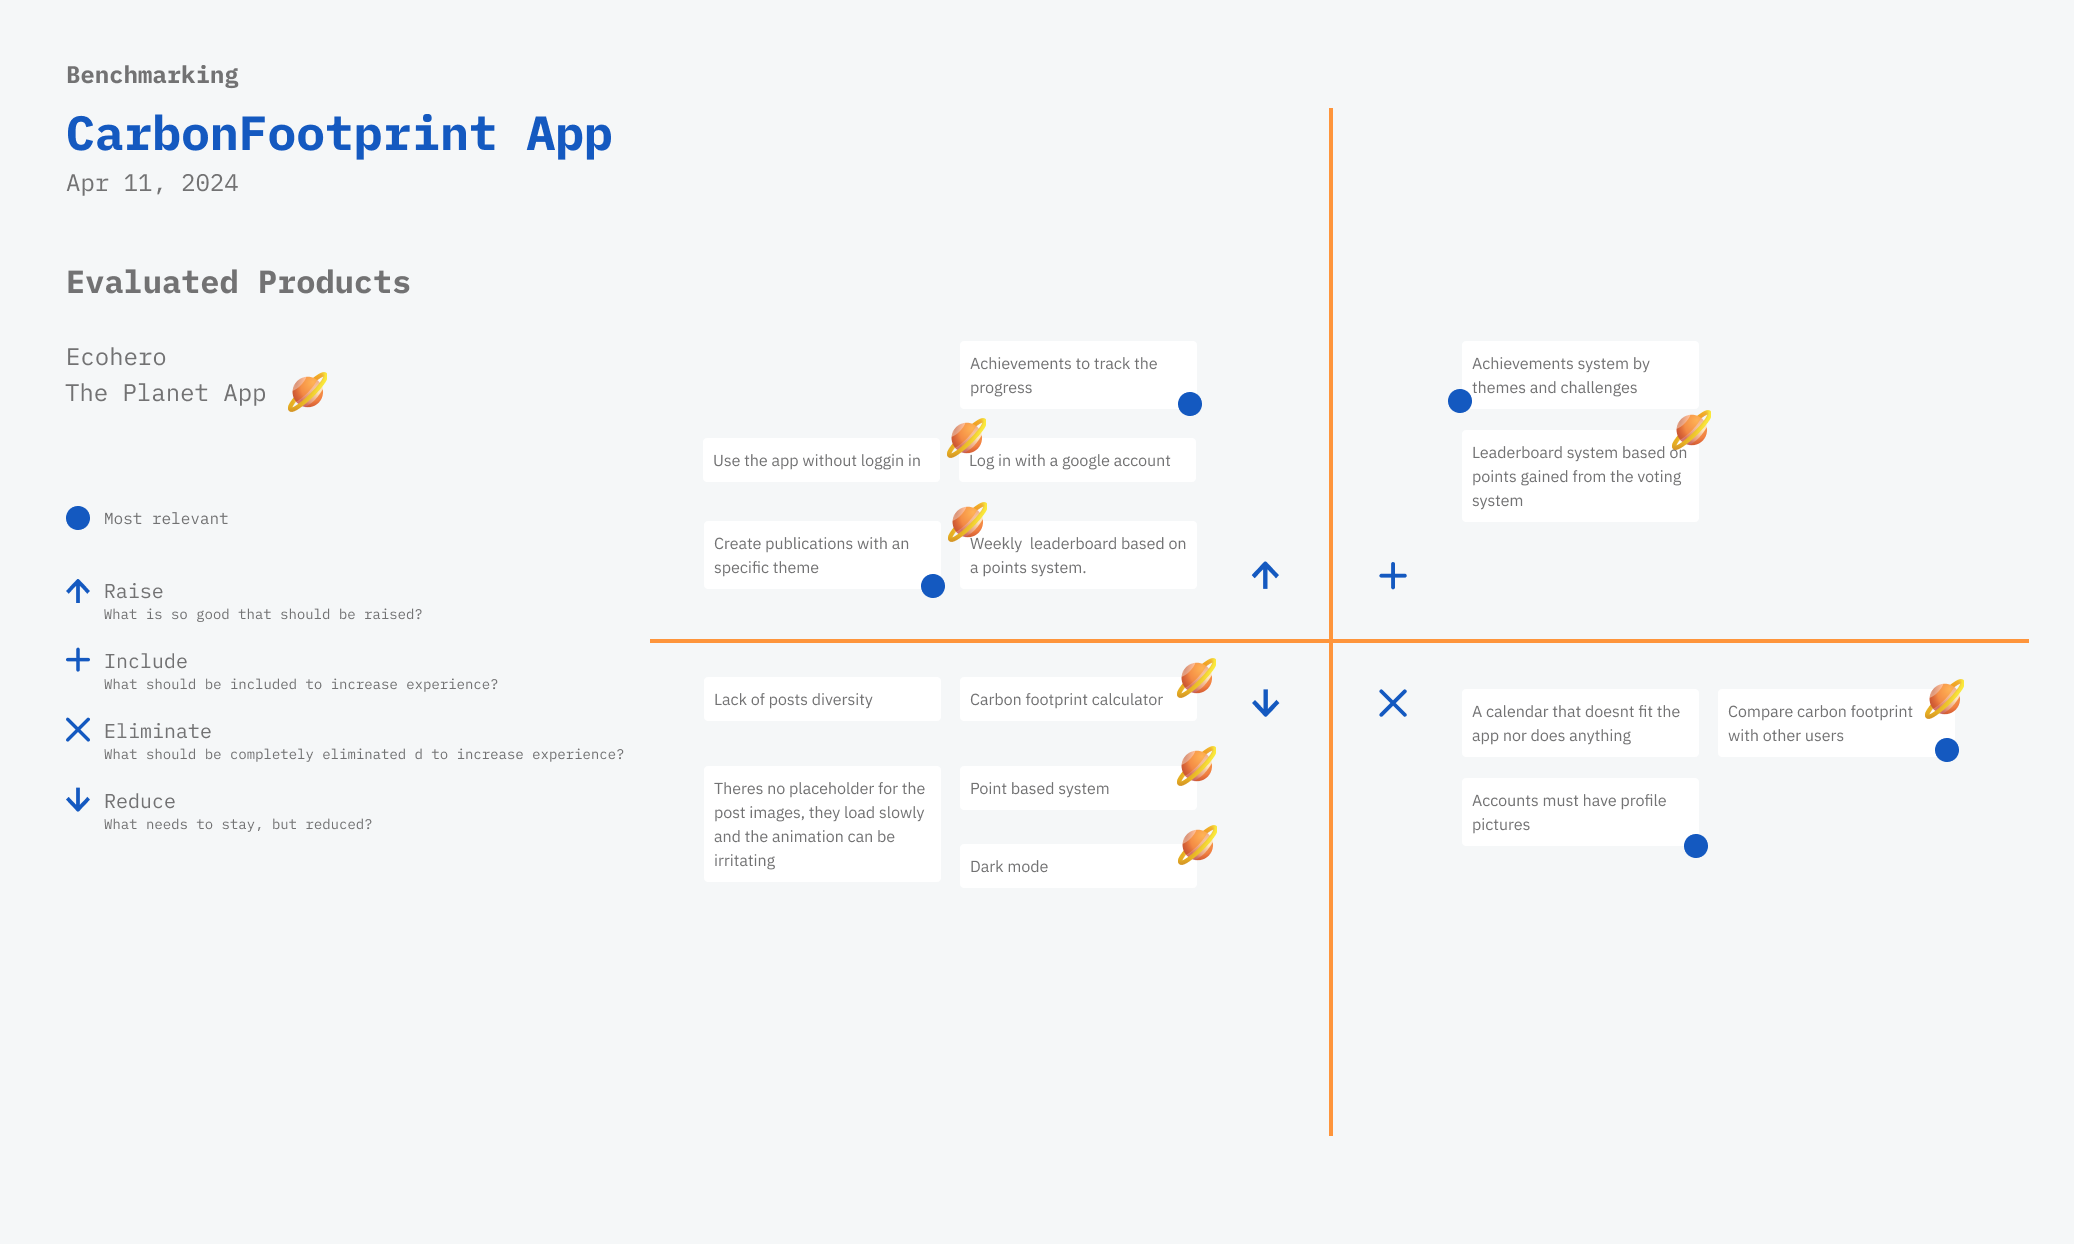 Benchmarking
CarbonFootprint App
Apr 11, 2024
Evaluated Products
Ecohero
The Planet App
Most relevant
Raise
What is so good that should be raised?
Include
What should be included to increase experience?
Eliminate
What should be completely eliminated d to increase experience?
Reduce
What needs to stay, but reduced?
Achievements to track the
progress
Use the app without loggin in
Log in with a google account
Create publications with an
specific theme
Weekly  leaderboard based on
a points system.
Achievements system by
themes and challenges
Leaderboard system based on
points gained from the voting
system
Lack of posts diversity
Carbon footprint calculator
Theres no placeholder for the
post images, they load slowly
and the animation can be
irritating
Point based system
Dark mode
A calendar that doesnt fit the
app nor does anything
Compare carbon footprint
with other users
Accounts must have profile
pictures